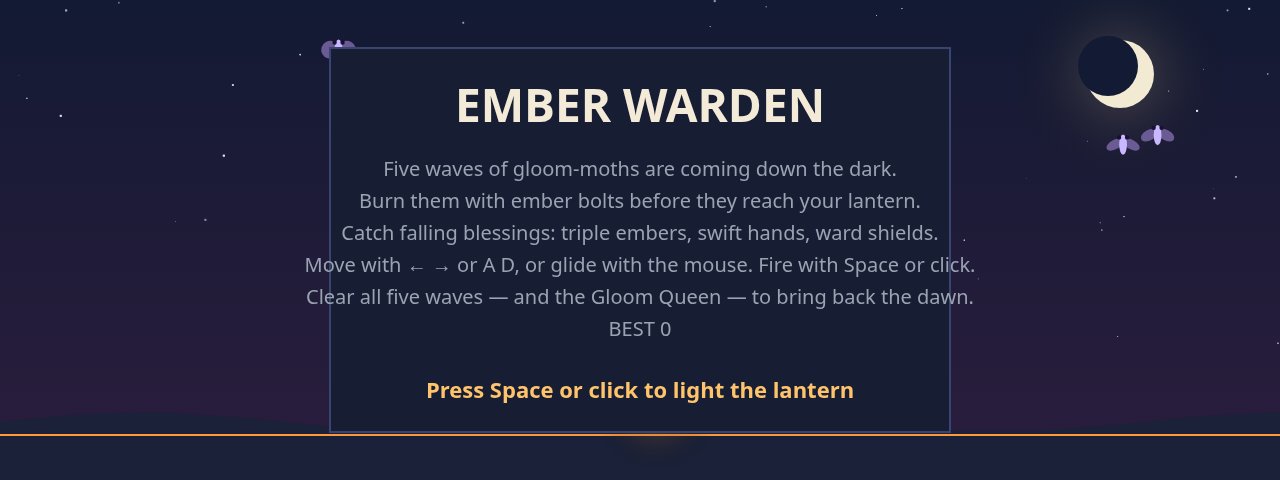 EMBER WARDEN
Five waves of gloom-moths are coming down the dark.
Burn them with ember bolts before they reach your lantern.
Catch falling blessings: triple embers, swift hands, ward shields.
Move with ← → or A D, or glide with the mouse. Fire with Space or click.
Clear all five waves — and the Gloom Queen — to bring back the dawn.
BEST 0
Press Space or click to light the lantern